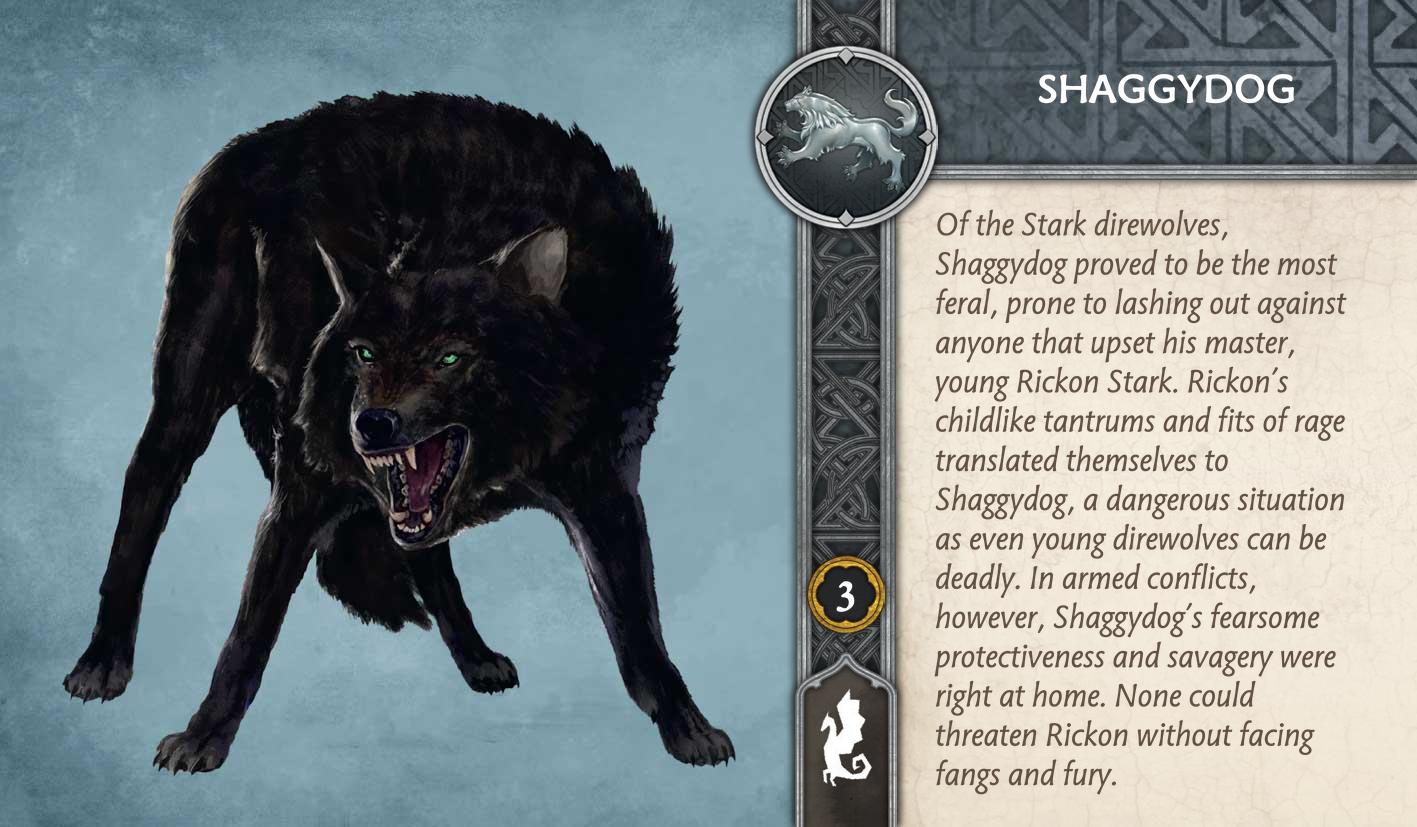 SHAGGYDOG
Of the Stark direwolves,
Shaggydog proved to be the most
feral, prone to lashing out against
anyone that upset his master,
young Rickon Stark. Rickon's
childlike tantrums and fits of rage
translated themselves to
Shaggydog, a dangerous situation
as even young direwolves can be
deadly. In armed conflicts,
however, Shaggydog's fearsome
protectiveness and savagery were
right at home. None could
threaten Rickon without facing
fangs and fury.
3